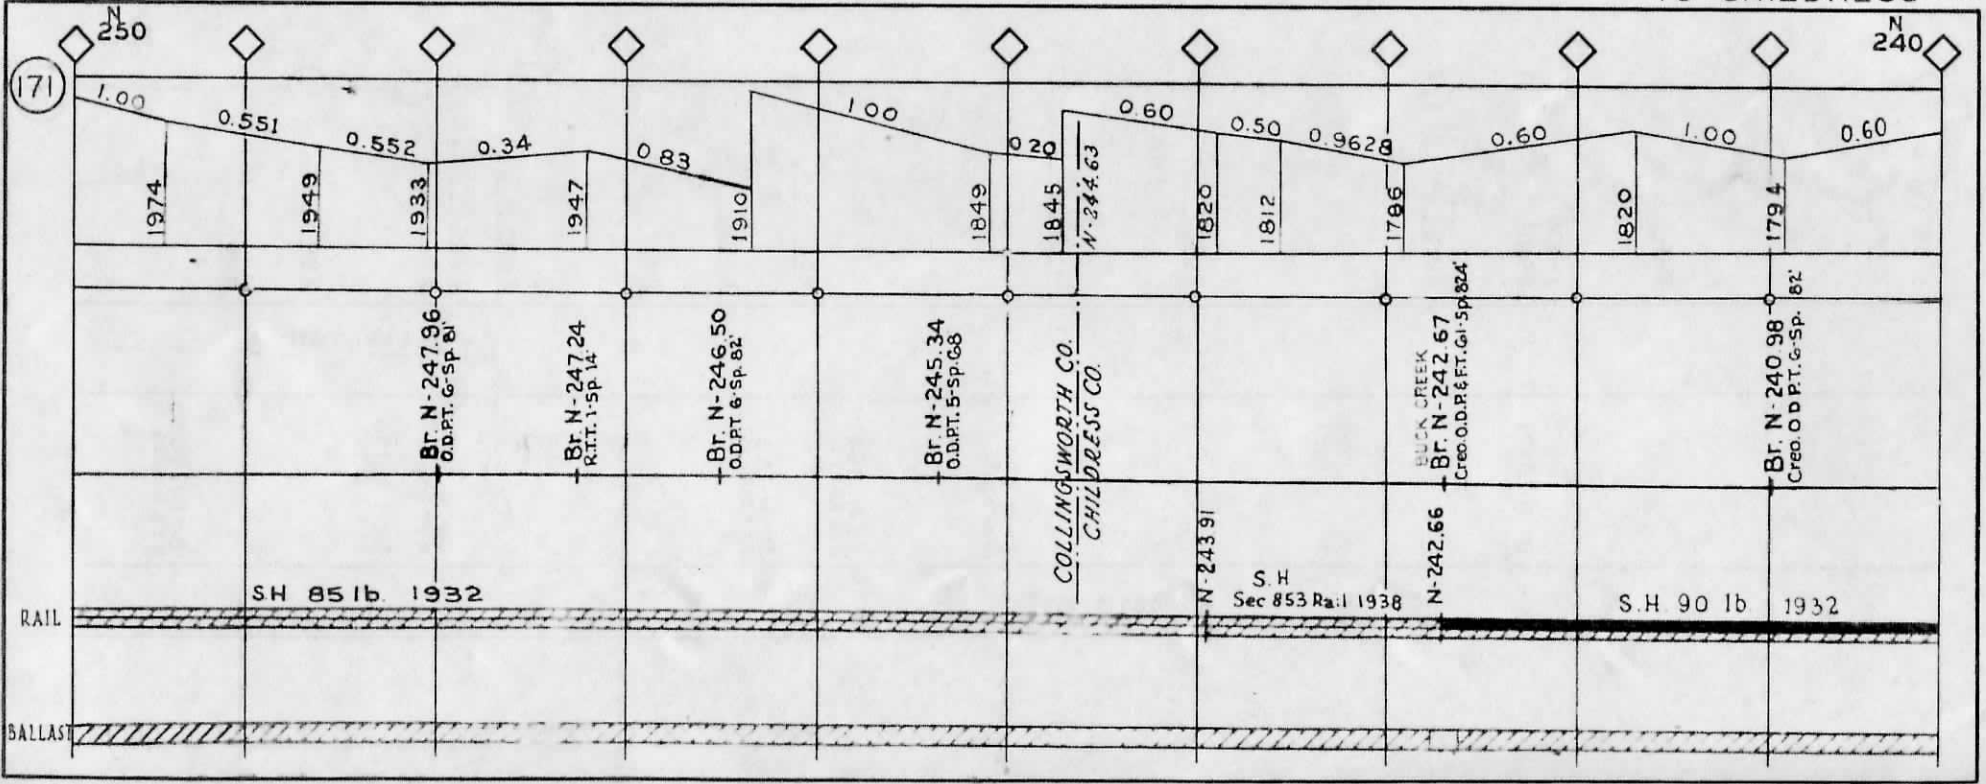 N
250
N
240
171
1.00
0.551
0.552
0.34
0.83
1.00
0.20
0.60
0.50
0.9628
0.60
1.00
0.60
1974
1949
1933
1947
1910
1849
1845
N-244.63
1820
1812
1786
1820
1794
Br. N-247.96
O.D.P.T. 6-Sp. 81'
Br. N-247.24
R.T.T. 1-Sp. 14'
Br. N-246.50
O.D.P.T 6-Sp. 82'
Br. N-245.34
O.D.P.T. 5-Sp. 68'
COLLINGSWORTH CO.
CHILDRESS CO.
BUCK CREEK
Br. N-242.67
Creo. O.D.P. & F.T. 61-Sp. 824'
Br. N-240.98
Creo. O D P.T. 6-Sp. 82'
N-243 91
N-242.66
RAIL
S.H 85 lb. 1932
S.H
Sec 853 Rail 1938
S.H. 90 lb 1932
BALLAST